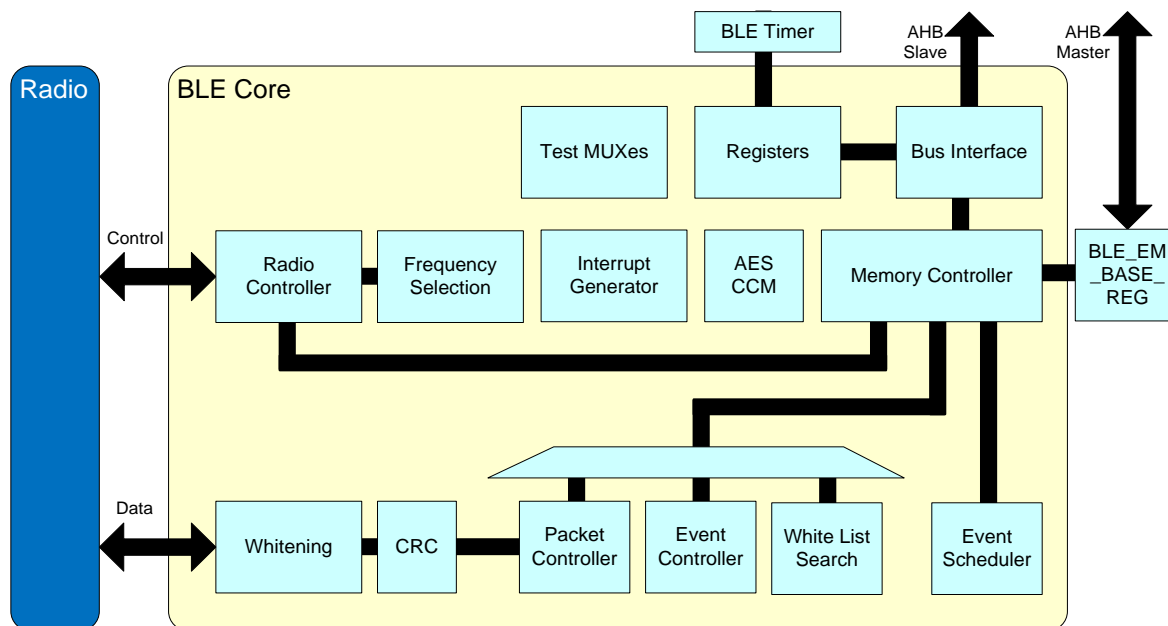 BLE Timer
AHB
Slave
AHB
Master
Radio
BLE Core
Test MUXes
Registers
Bus Interface
Control
Radio
Controller
Frequency
Selection
Interrupt
Generator
AES
CCM
Memory Controller
BLE_EM
_BASE_
REG
Data
Whitening
CRC
Packet
Controller
Event
Controller
White List
Search
Event
Scheduler